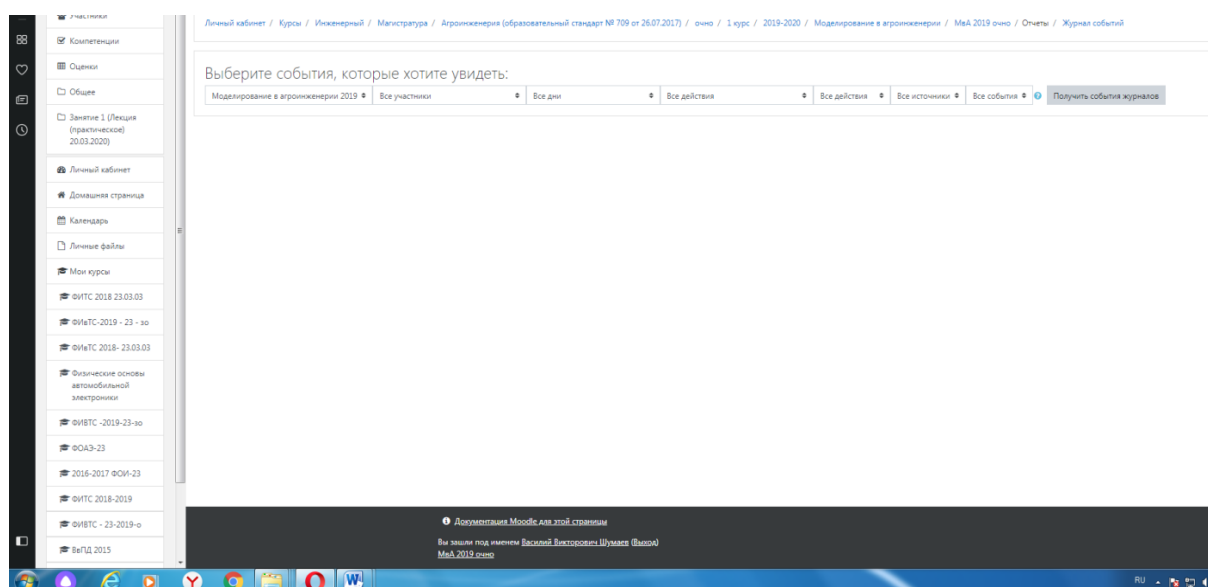 Участники
Личный кабинет / Курсы / Инженерный / Магистратура / Агроинженерия (образовательный стандарт № 709 от 26.07.2017) / очно / 1 курс / 2019-2020 / Моделирование в агроинженерии / МвА 2019 очно / Отчеты / Журнал событий
Компетенции
Оценки
Общее
Занятие 1 (Лекция
(практическое)
20.03.2020)
Личный кабинет
Домашняя страница
Календарь
Личные файлы
Мои курсы
ФИТС 2018 23.03.03
ФИвТС-2019 - 23 - зо
ФИвТС 2018- 23.03.03
Физические основы
автомобильной
электроники
ФИВТС -2019-23-зо
ФОАЭ-23
2016-2017 ФОИ-23
ФИТС 2018-2019
ФИВТС - 23-2019-о
ВвПД 2015
Выберите события, которые хотите увидеть:
Моделирование в агроинженерии 2019 Все участники Все дни Все действия Все действия Все источники Все события Получить события журналов
Документация Moodle для этой страницы
Вы зашли под именем Василий Викторович Шумаев (Выход)
МвА 2019 очно
RU